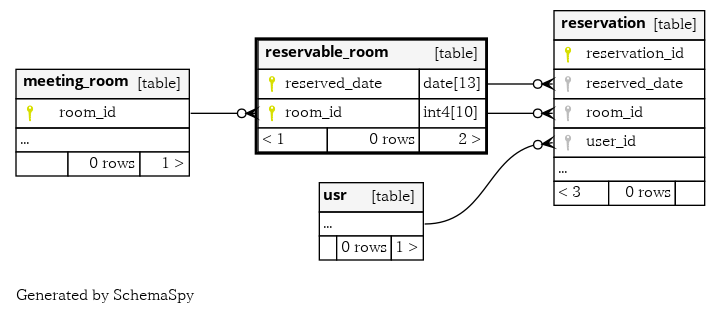 meeting_room [table]
room_id
...
0 rows 1 >
reservable_room [table]
reserved_date date[13]
room_id int4[10]
< 1 0 rows 2 >
usr [table]
...
0 rows 1 >
reservation [table]
reservation_id
reserved_date
room_id
user_id
...
< 3 0 rows
Generated by SchemaSpy